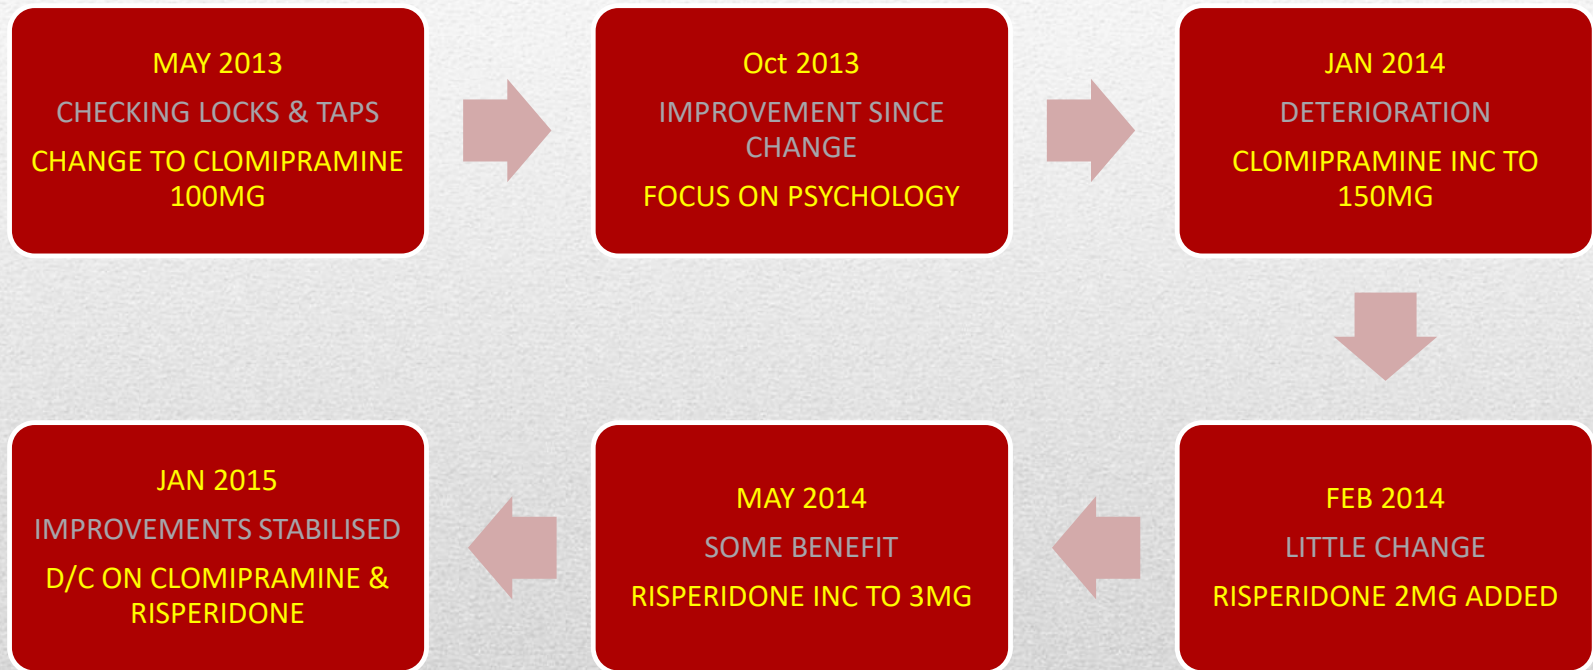 MAY 2013
CHECKING LOCKS & TAPS
CHANGE TO CLOMIPRAMINE
100MG
Oct 2013
IMPROVEMENT SINCE
CHANGE
FOCUS ON PSYCHOLOGY
JAN 2014
DETERIORATION
CLOMIPRAMINE INC TO
150MG
FEB 2014
LITTLE CHANGE
RISPERIDONE 2MG ADDED
MAY 2014
SOME BENEFIT
RISPERIDONE INC TO 3MG
JAN 2015
IMPROVEMENTS STABILISED
D/C ON CLOMIPRAMINE &
RISPERIDONE